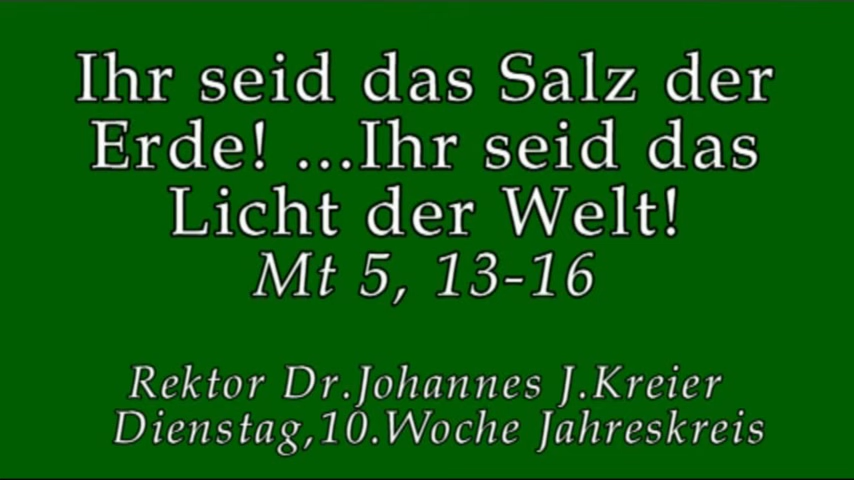 Ihr seid das Salz der
Erde! ...Ihr seid das
Licht der Welt!
Mt 5, 13-16
Rektor Dr.Johannes J.Kreier
Dienstag,10.Woche Jahreskreis